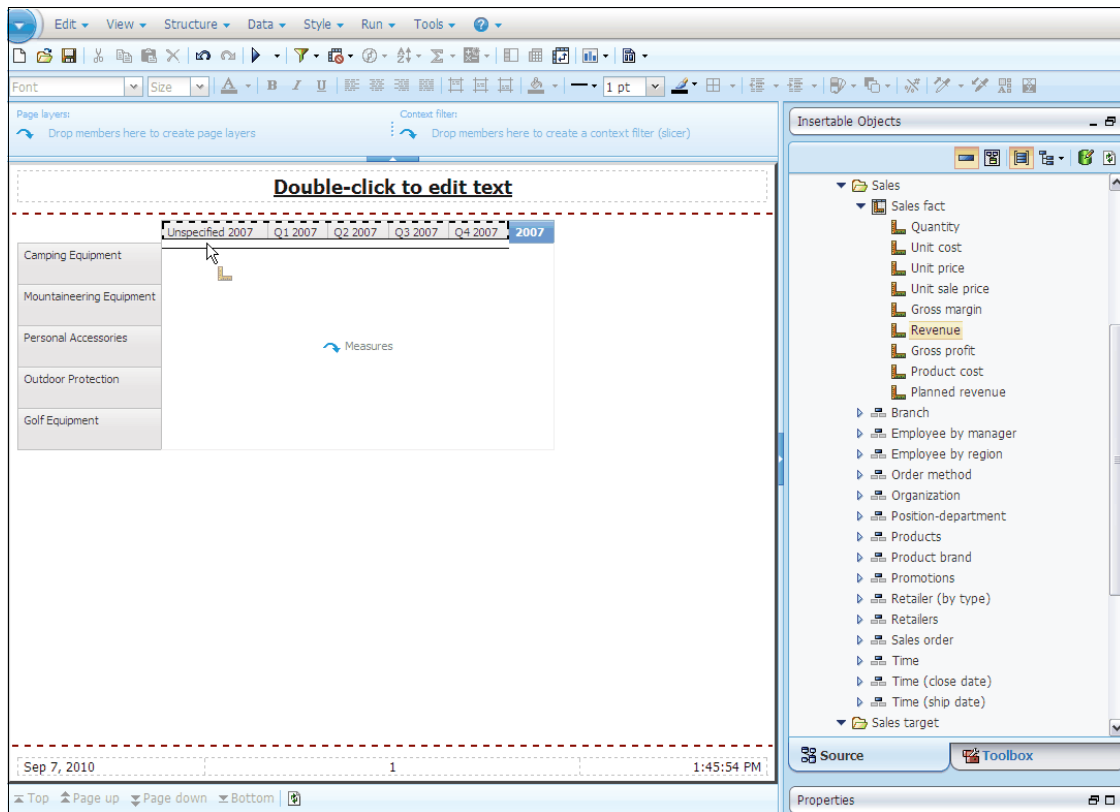 Edit View Structure Data Style Run Tools
Font Size B I U 1 pt
Page layers:
Drop members here to create page layers
Context filter:
Drop members here to create a context filter (slicer)
Double-click to edit text
Unspecified 2007 Q1 2007 Q2 2007 Q3 2007 Q4 2007 2007
Camping Equipment
Mountaineering Equipment
Personal Accessories
Outdoor Protection
Golf Equipment
Measures
Sep 7, 2010 1 1:45:54 PM
Top Page up Page down Bottom
Insertable Objects
Sales
Sales fact
Quantity
Unit cost
Unit price
Unit sale price
Gross margin
Revenue
Gross profit
Product cost
Planned revenue
Branch
Employee by manager
Employee by region
Order method
Organization
Position-department
Products
Product brand
Promotions
Retailer (by type)
Retailers
Sales order
Time
Time (close date)
Time (ship date)
Sales target
Source Toolbox
Properties